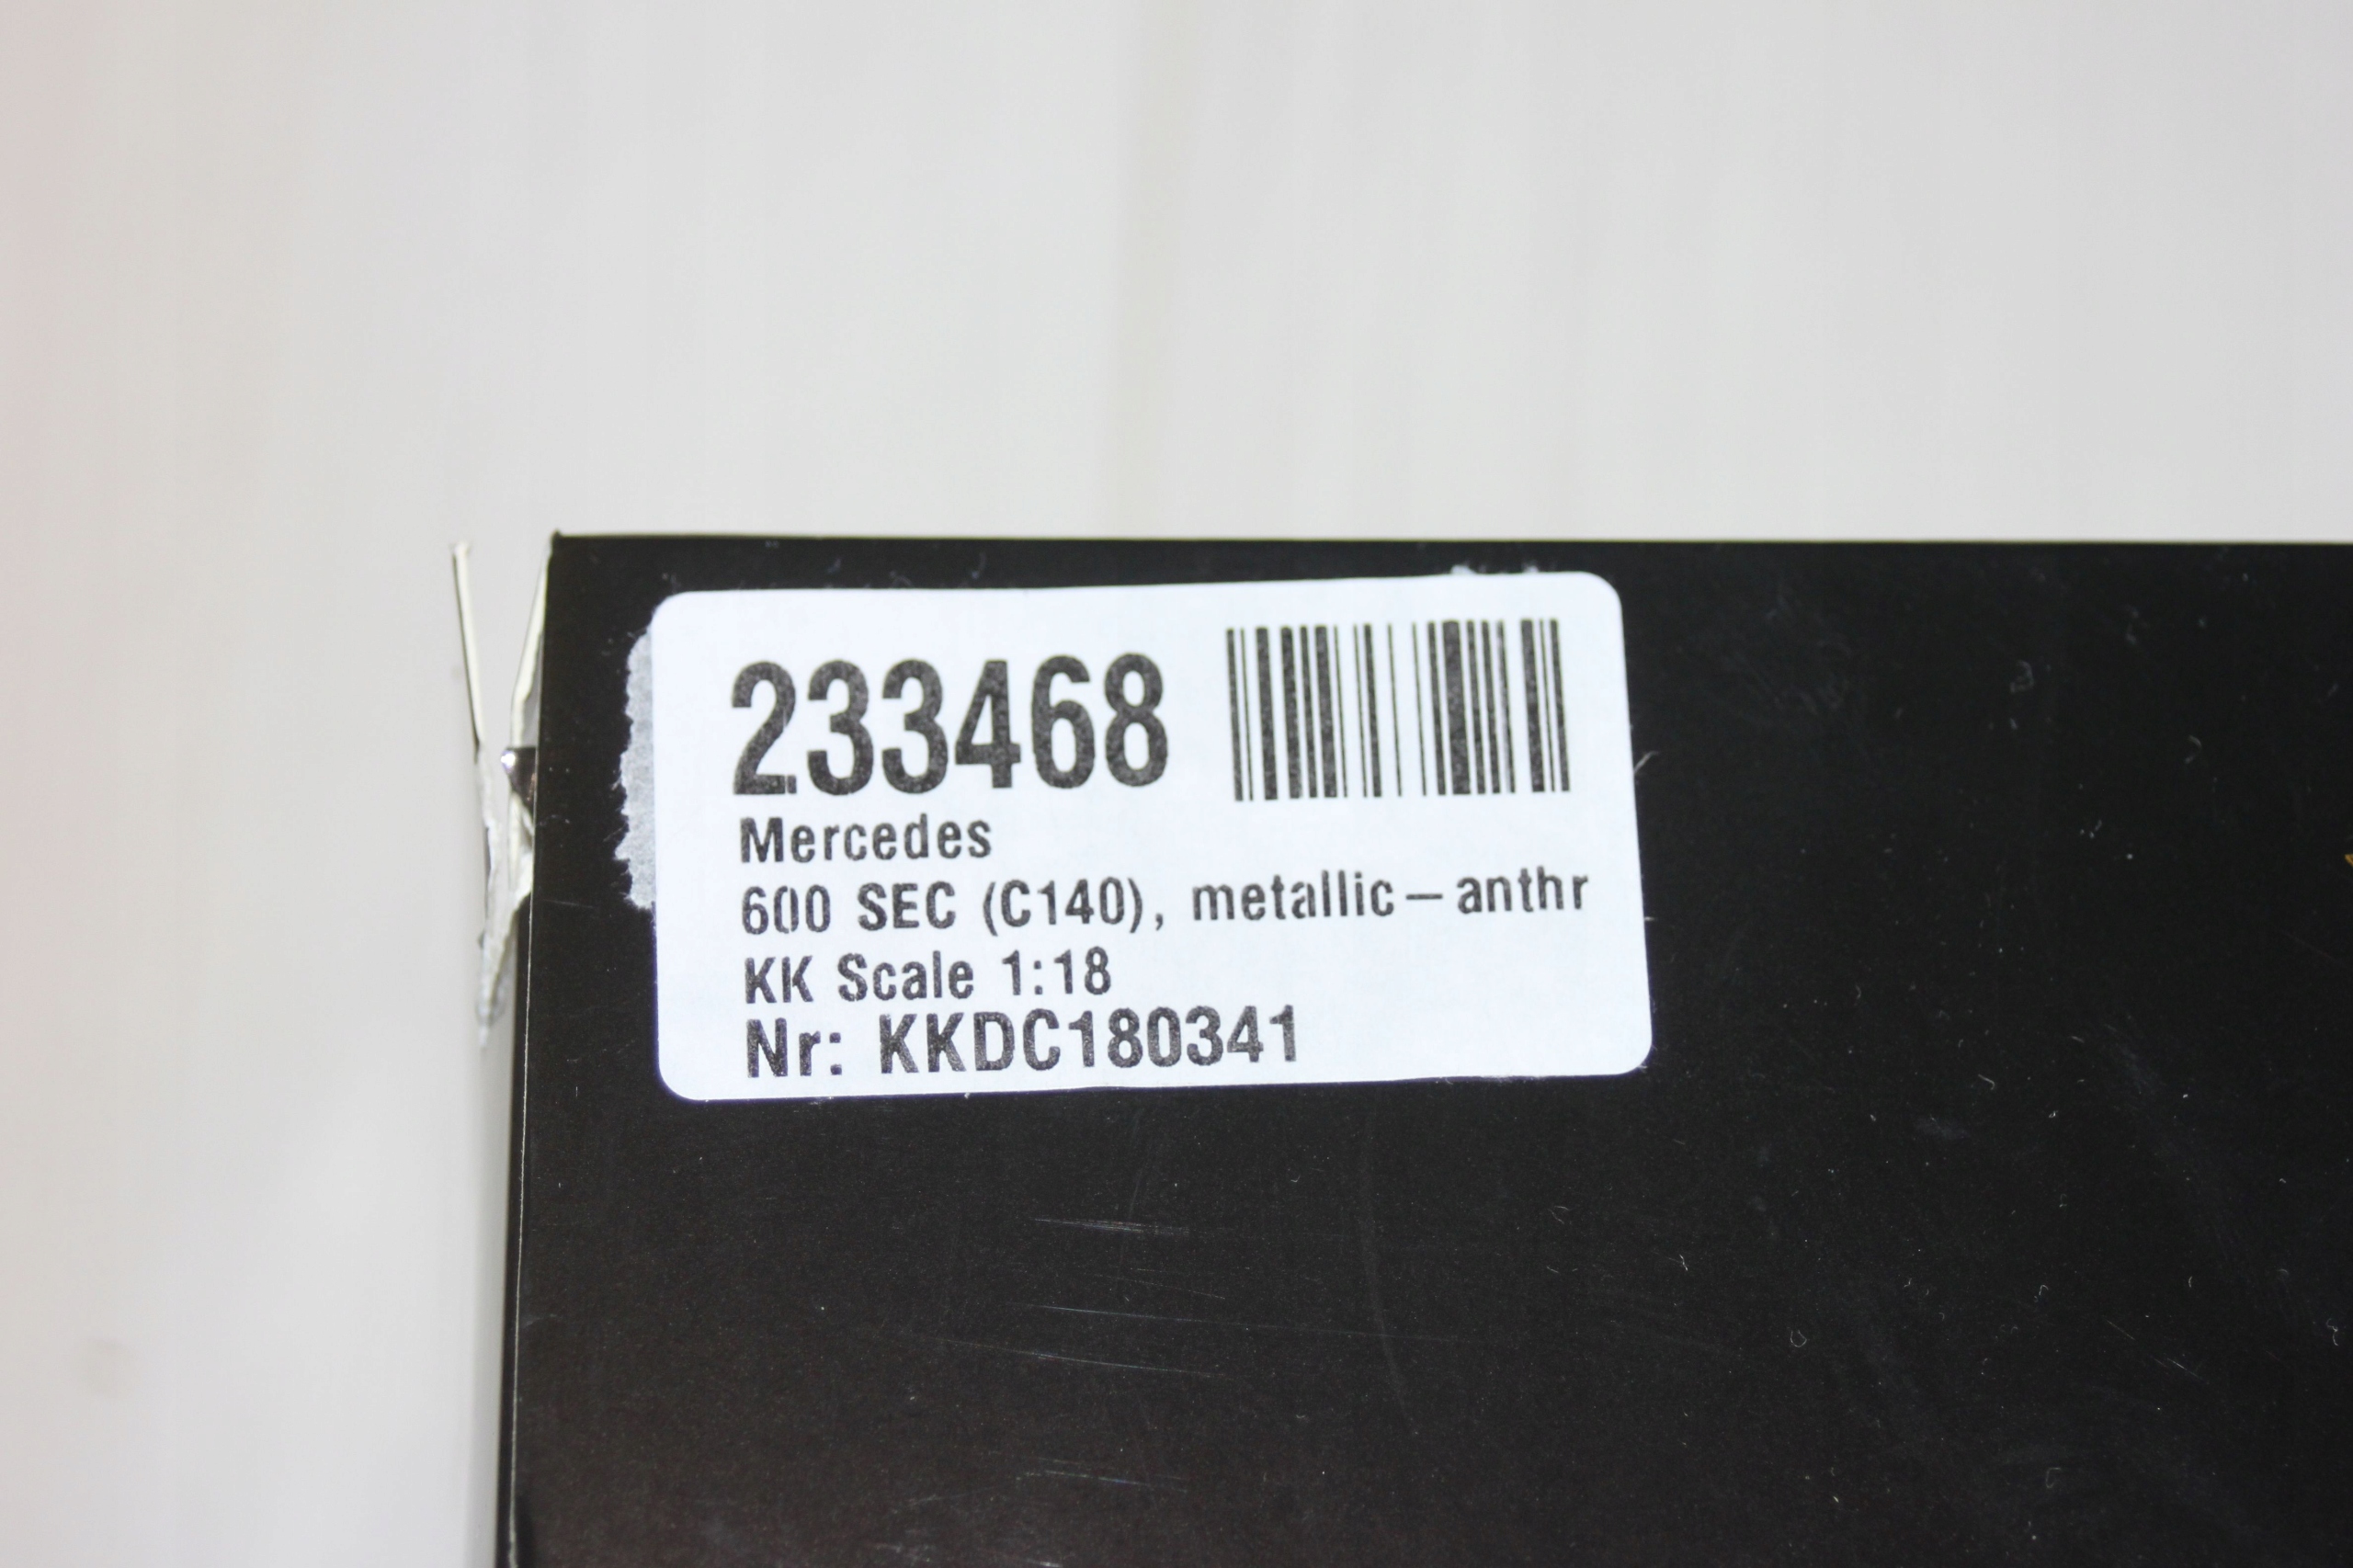 233468
Mercedes
600 SEC (C140), metallic-anthr
KK Scale 1:18
Nr: KKDC180341